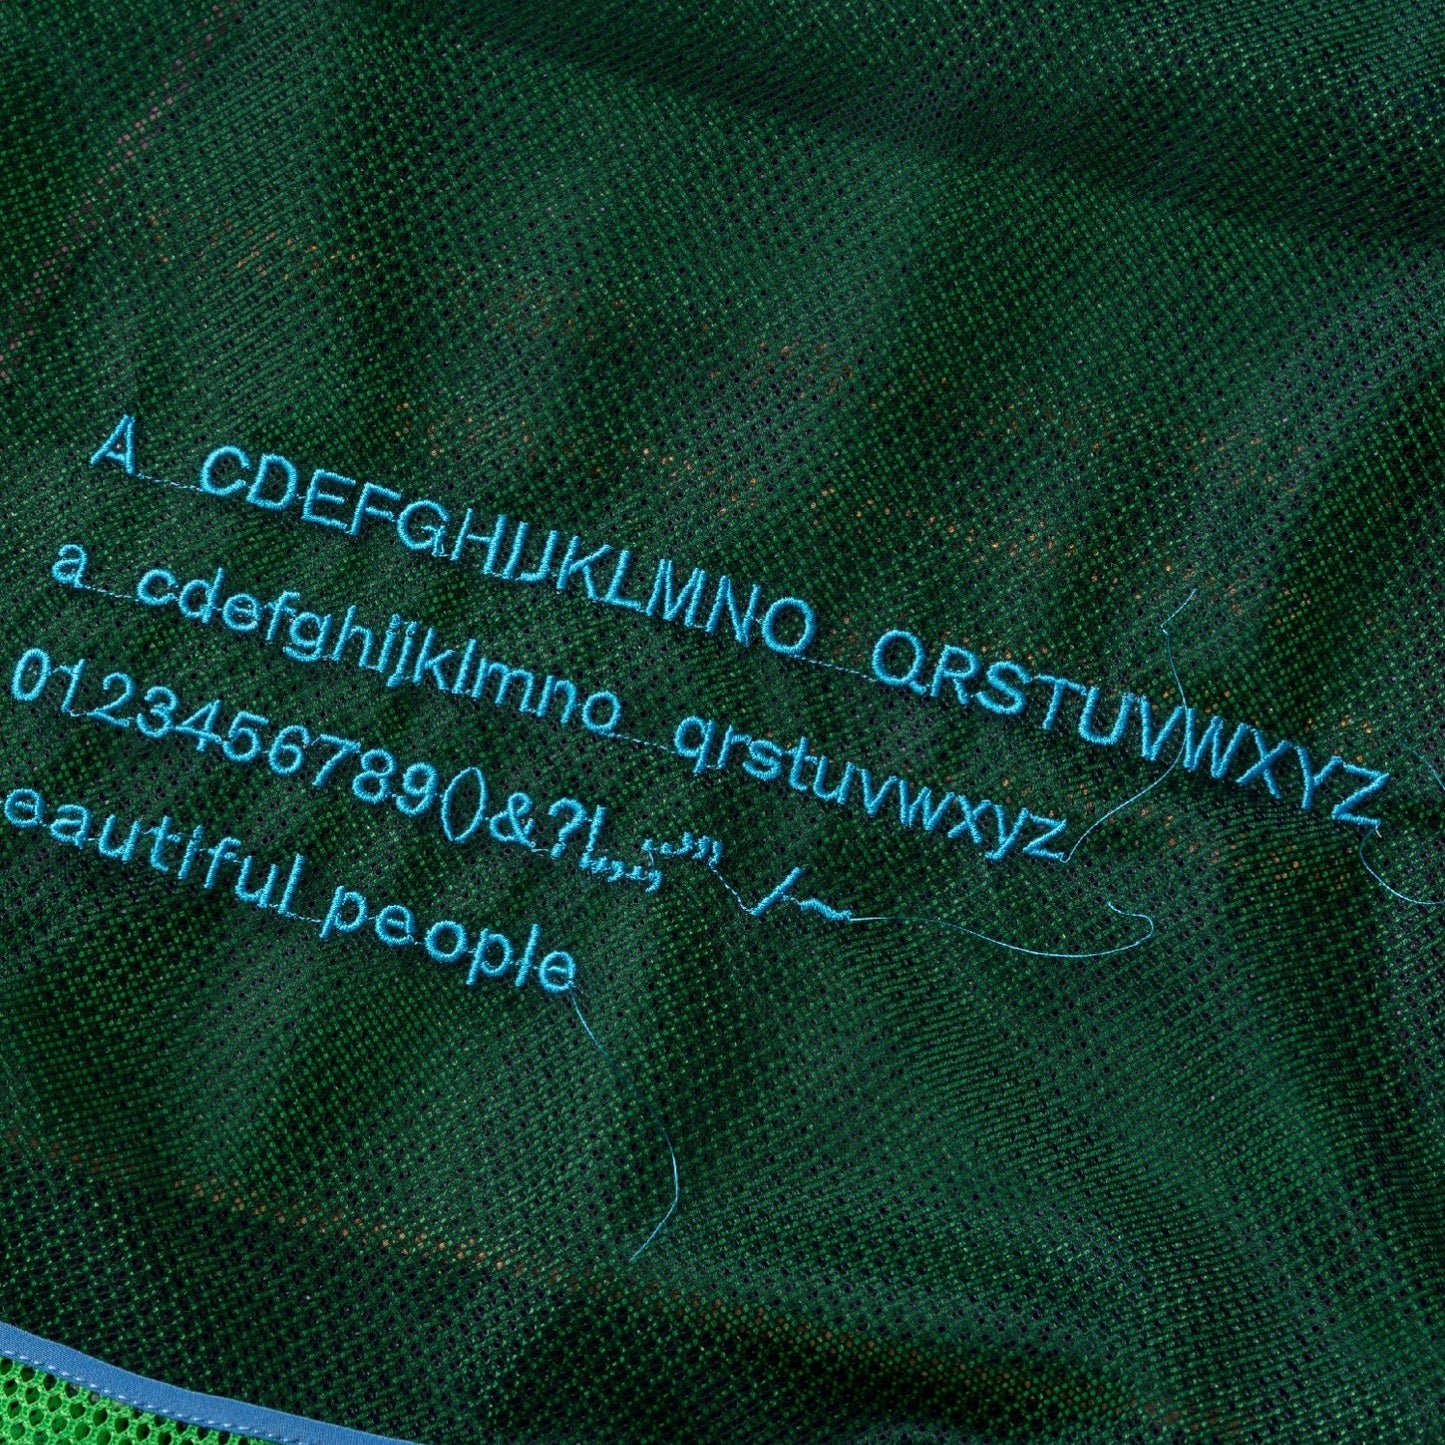 A CDEFGHIJKLMNO QRSTUVWXYZ
a cdefghijklmno qrstuvwxyz
0123456789()&?!,,,;;“”"/-~
eautiful people